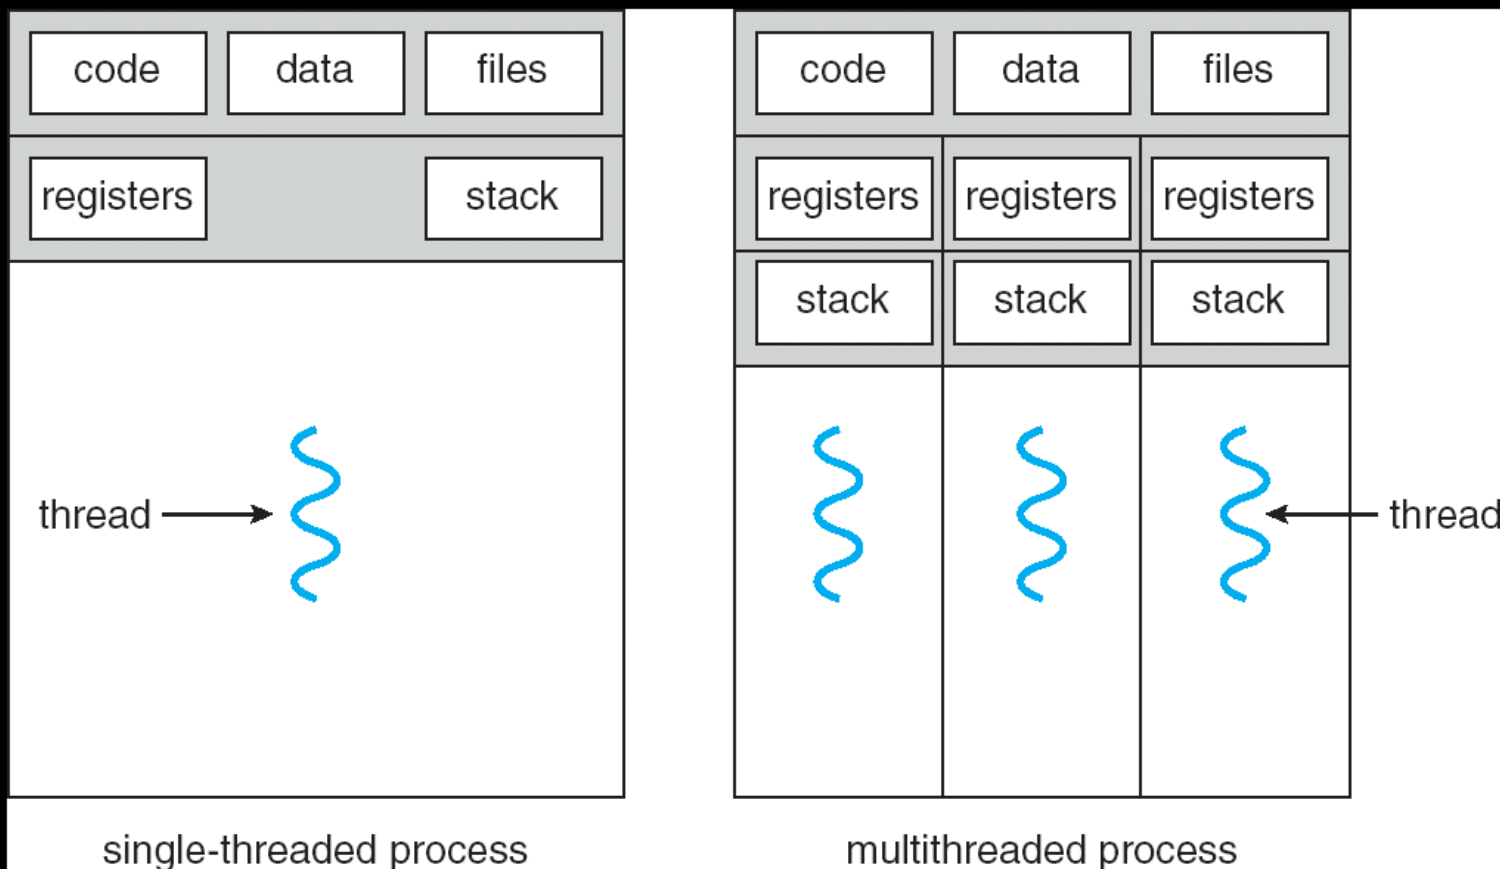 code data files
registers stack
thread
single-threaded process
code data files
registers registers registers
stack stack stack
thread
multithreaded process